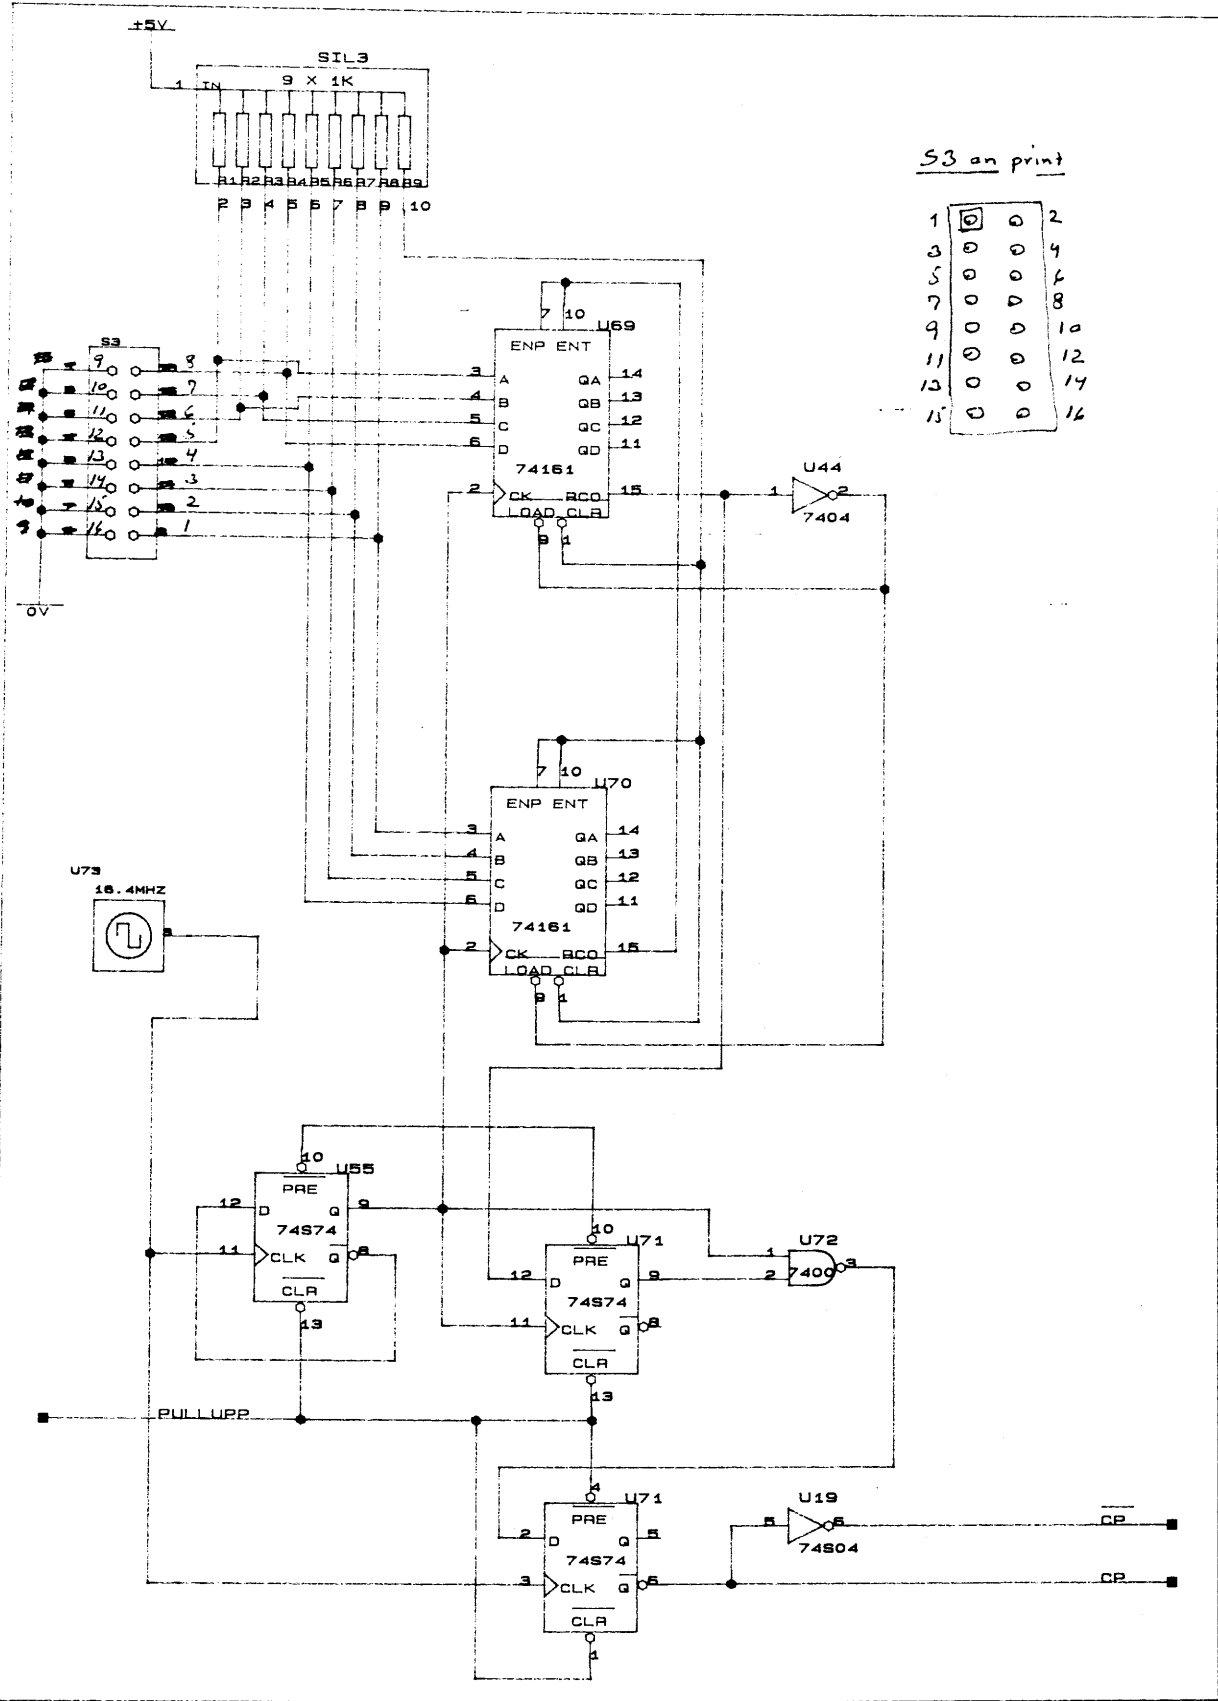 +5V
SIL3
9 X 1K
1 IN
R1 R2 R3 R4 R5 R6 R7 R8 R9
2 3 4 5 6 7 8 9 10
S3 on print
1 2
3 4
5 6
7 8
9 10
11 12
13 14
15 16
S3
9 8
10 7
11 6
12 5
13 4
14 3
15 2
16 1
0V
7 10
U69
ENP ENT
3 A QA 14
4 B QB 13
5 C QC 12
6 D QD 11
74161
2 CK RCO 15
LOAD CLR
9 1
U44
1 2
7404
7 10
U70
ENP ENT
3 A QA 14
4 B QB 13
5 C QC 12
6 D QD 11
74161
2 CK RCO 15
LOAD CLR
9 1
U73
16.4MHZ
8
10
U55
PRE
12 D Q 9
74S74
11 CLK Q 8
CLR
13
10
U71
PRE
12 D Q 9
74S74
11 CLK Q 8
CLR
13
U72
1
2 7400 3
PULLUPP
4
U71
PRE
2 D Q 5
74S74
3 CLK Q 6
CLR
1
U19
5 6
74S04
CP
CP